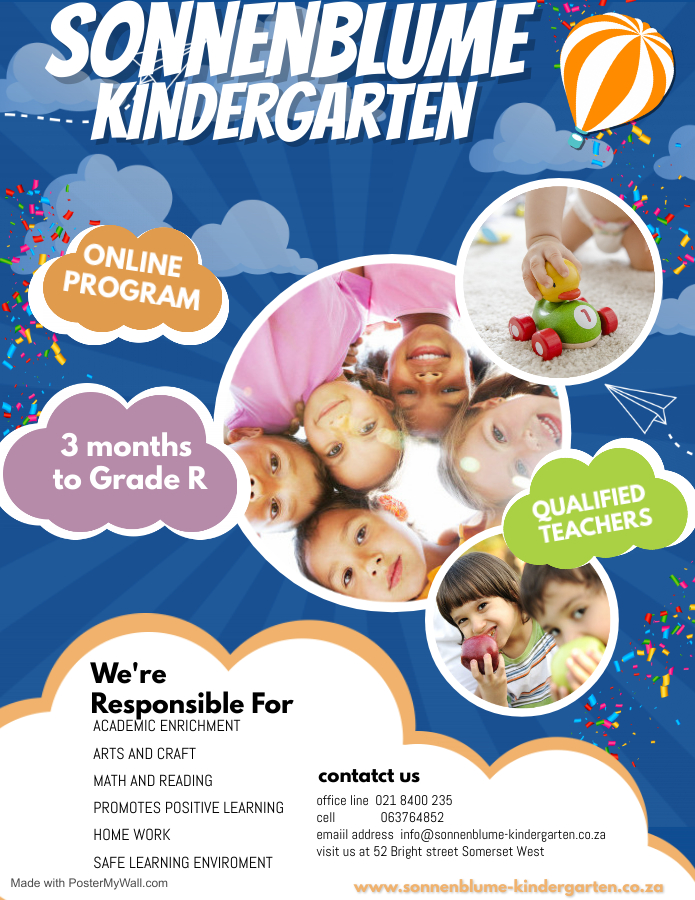 SONNENBLUME
KINDERGARTEN
ONLINE
PROGRAM
1
3 months
to Grade R
QUALIFIED
TEACHERS
We're
Responsible For
ACADEMIC ENRICHMENT
ARTS AND CRAFT
MATH AND READING
PROMOTES POSITIVE LEARNING
HOME WORK
SAFE LEARNING ENVIROMENT
contatct us
office line 021 8400 235
cell 063764852
emaiil address info@sonnenblume-kindergarten.co.za
visit us at 52 Bright street Somerset West
Made with PosterMyWall.com
www.sonnenblume-kindergarten.co.za